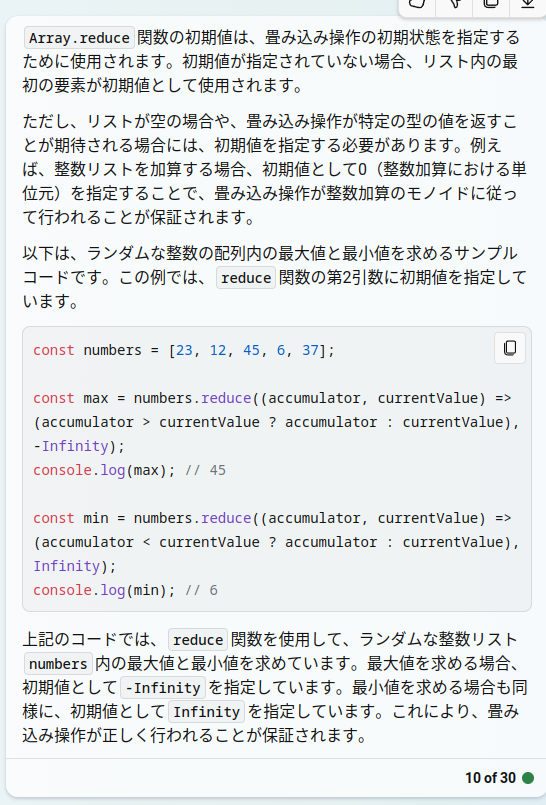 Array.reduce 関数の初期値は、畳み込み操作の初期状態を指定する
ために使用されます。初期値が指定されていない場合、リスト内の最
初の要素が初期値として使用されます。
ただし、リストが空の場合や、畳み込み操作が特定の型の値を返すこ
とが期待される場合には、初期値を指定する必要があります。例え
ば、整数リストを加算する場合、初期値として0（整数加算における単
位元）を指定することで、畳み込み操作が整数加算のモノイドに従っ
て行われることが保証されます。
以下は、ランダムな整数の配列内の最大値と最小値を求めるサンプル
コードです。この例では、 reduce 関数の第2引数に初期値を指定して
います。
const numbers = [23, 12, 45, 6, 37];
const max = numbers.reduce((accumulator, currentValue) =>
(accumulator > currentValue ? accumulator : currentValue),
-Infinity);
console.log(max); // 45
const min = numbers.reduce((accumulator, currentValue) =>
(accumulator < currentValue ? accumulator : currentValue),
Infinity);
console.log(min); // 6
上記のコードでは、 reduce 関数を使用して、ランダムな整数リスト
numbers 内の最大値と最小値を求めています。最大値を求める場合、
初期値として -Infinity を指定しています。最小値を求める場合も同
様に、初期値として Infinity を指定しています。これにより、畳み
込み操作が正しく行われることが保証されます。
10 of 30